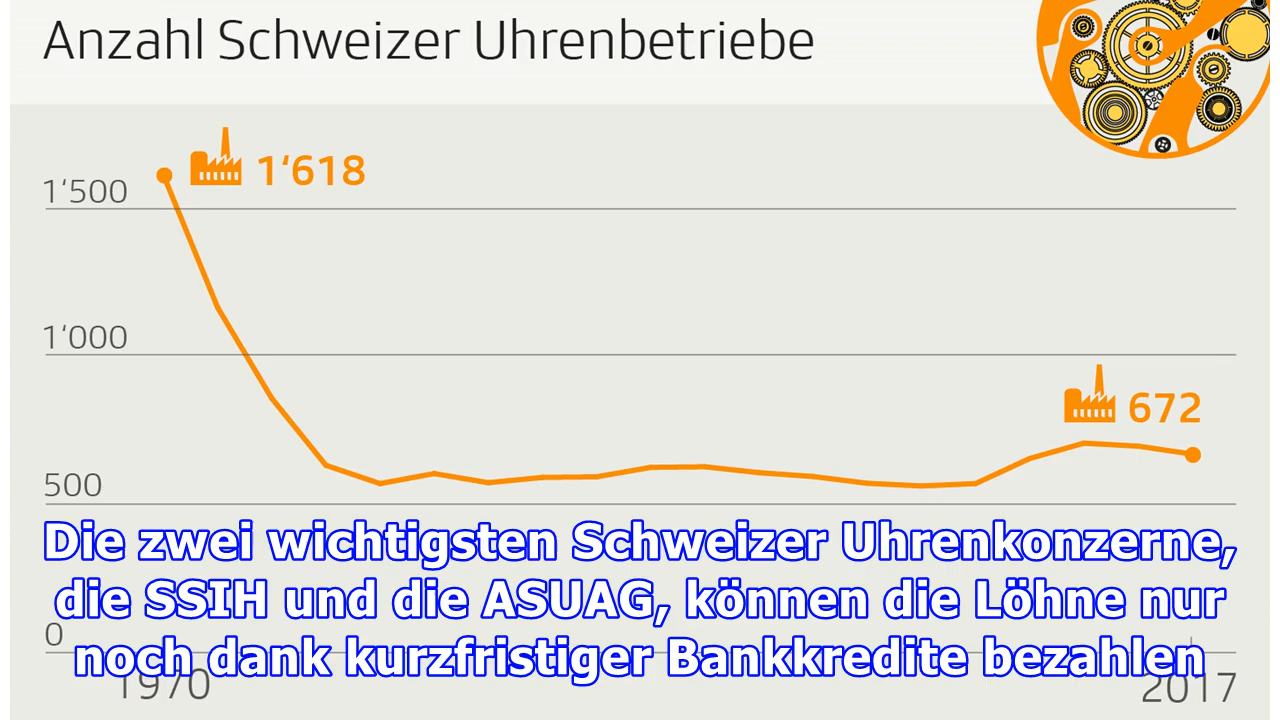 Anzahl Schweizer Uhrenbetriebe
1‘618
1‘500
1‘000
672
500
Die zwei wichtigsten Schweizer Uhrenkonzerne,
die SSIH und die ASUAG, können die Löhne nur
0
noch dank kurzfristiger Bankkredite bezahlen
1970
2017